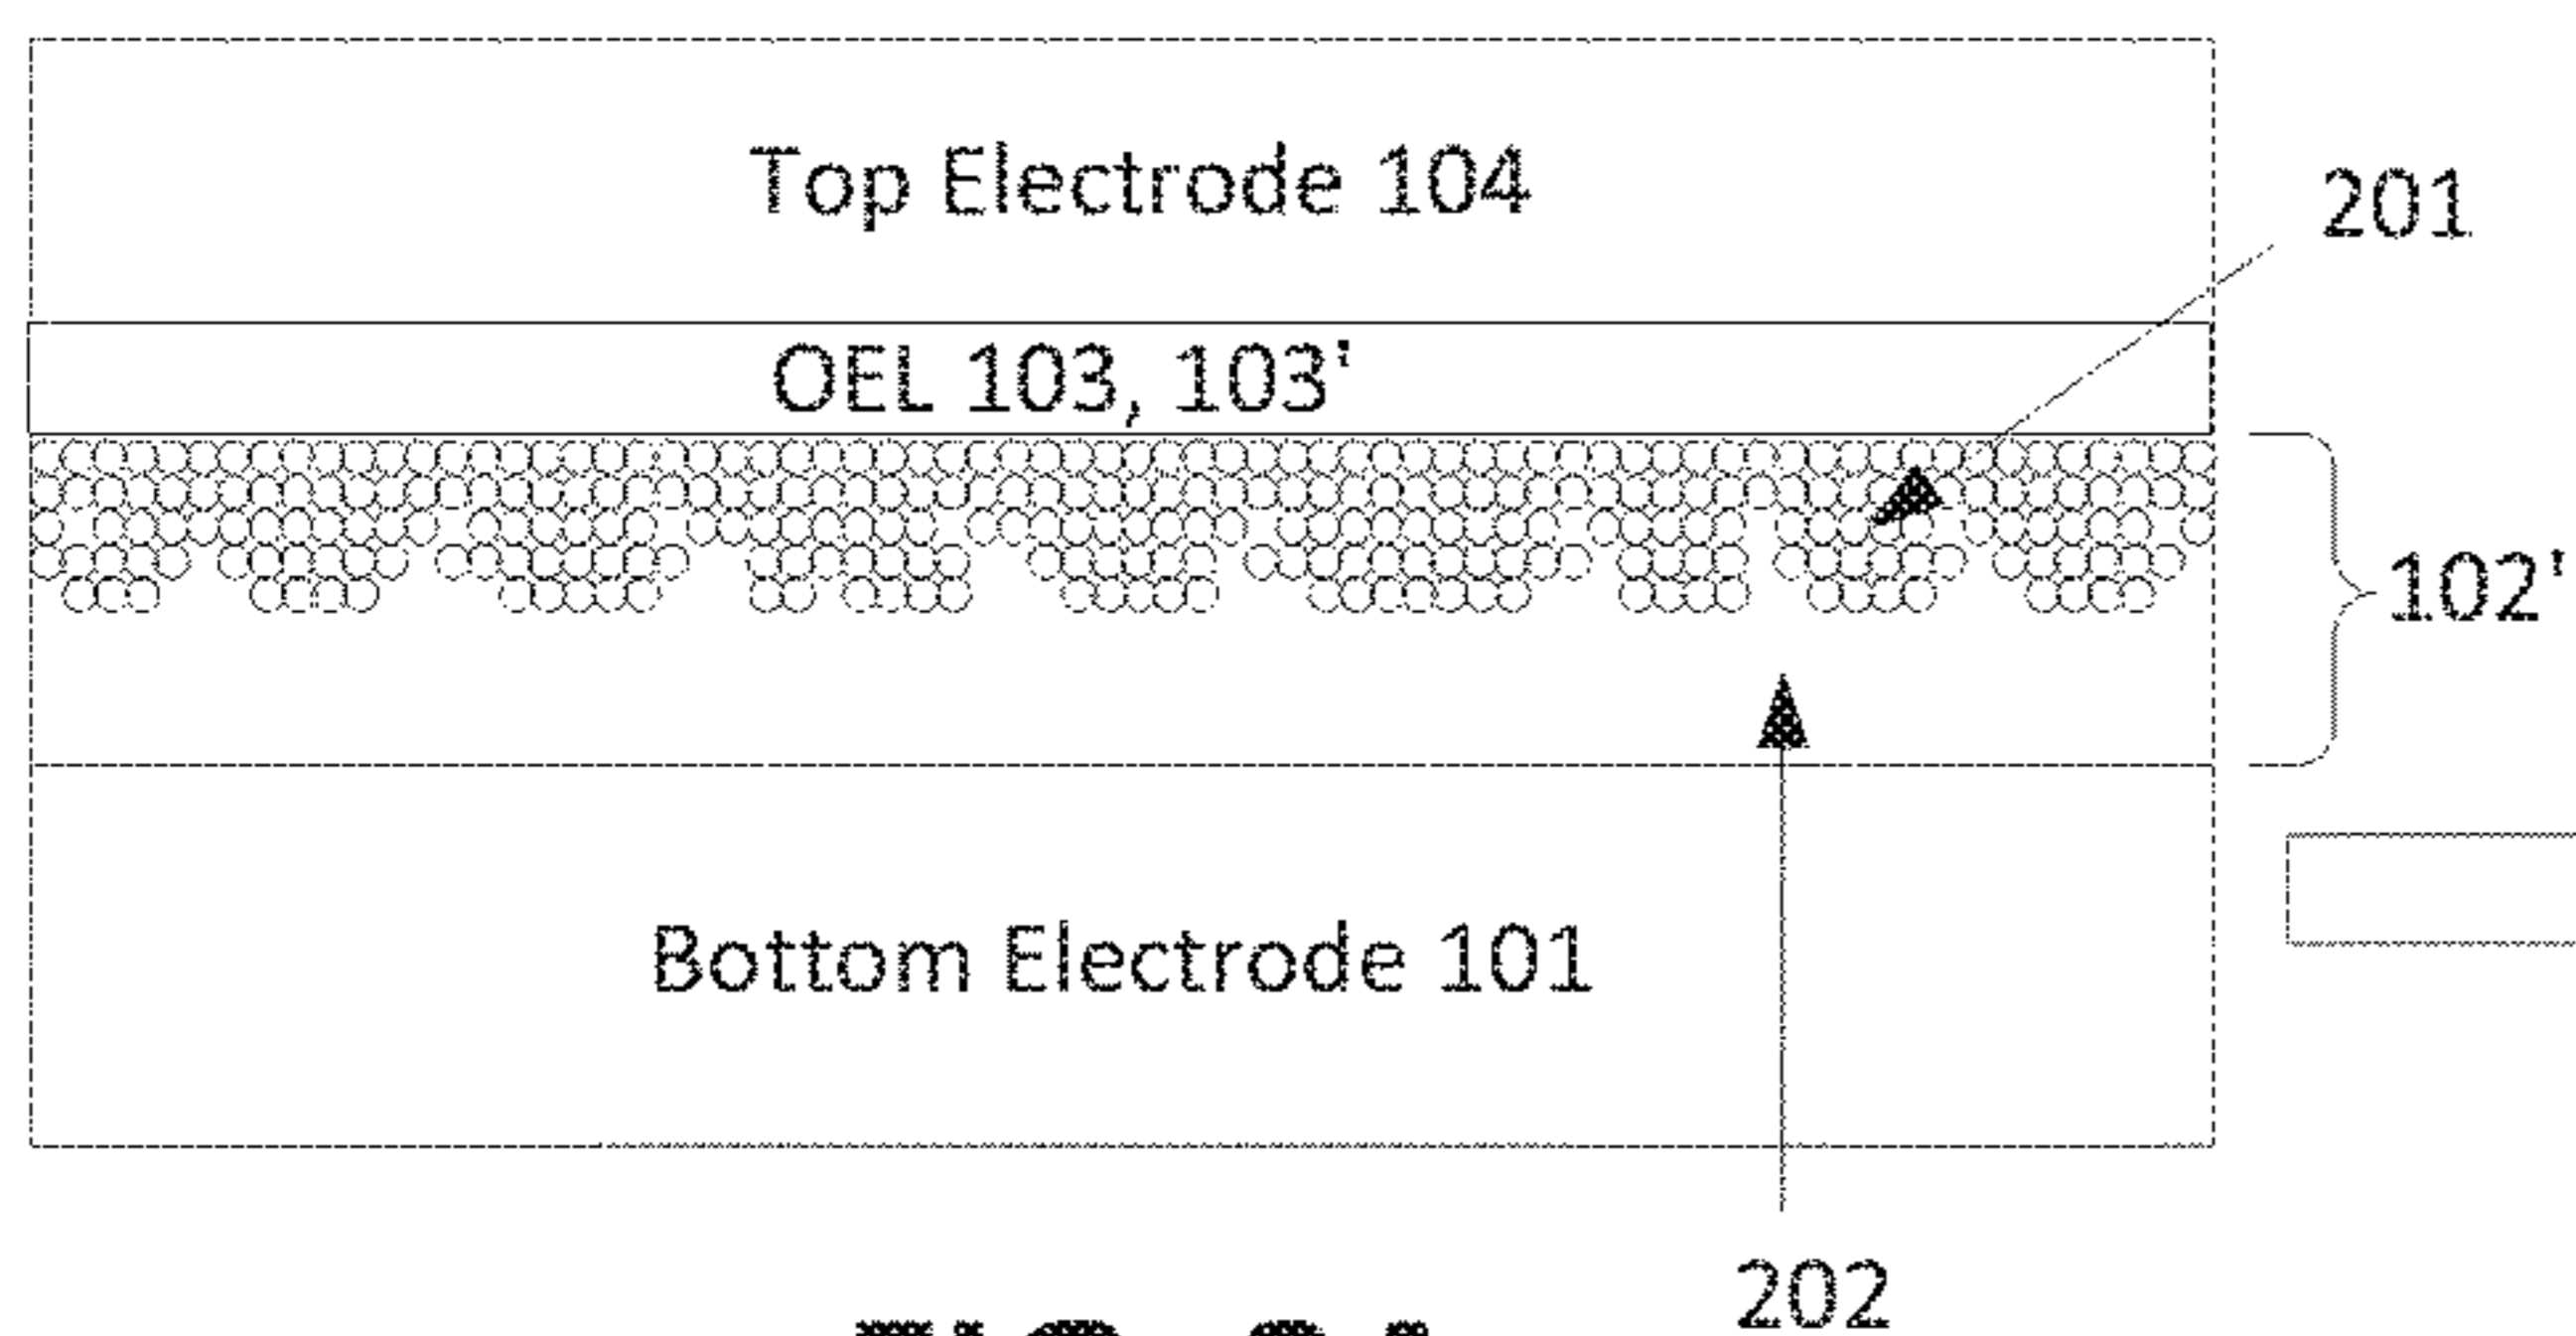 Top Electrode 104
201
OEL 103, 103'
102'
Bottom Electrode 101
202